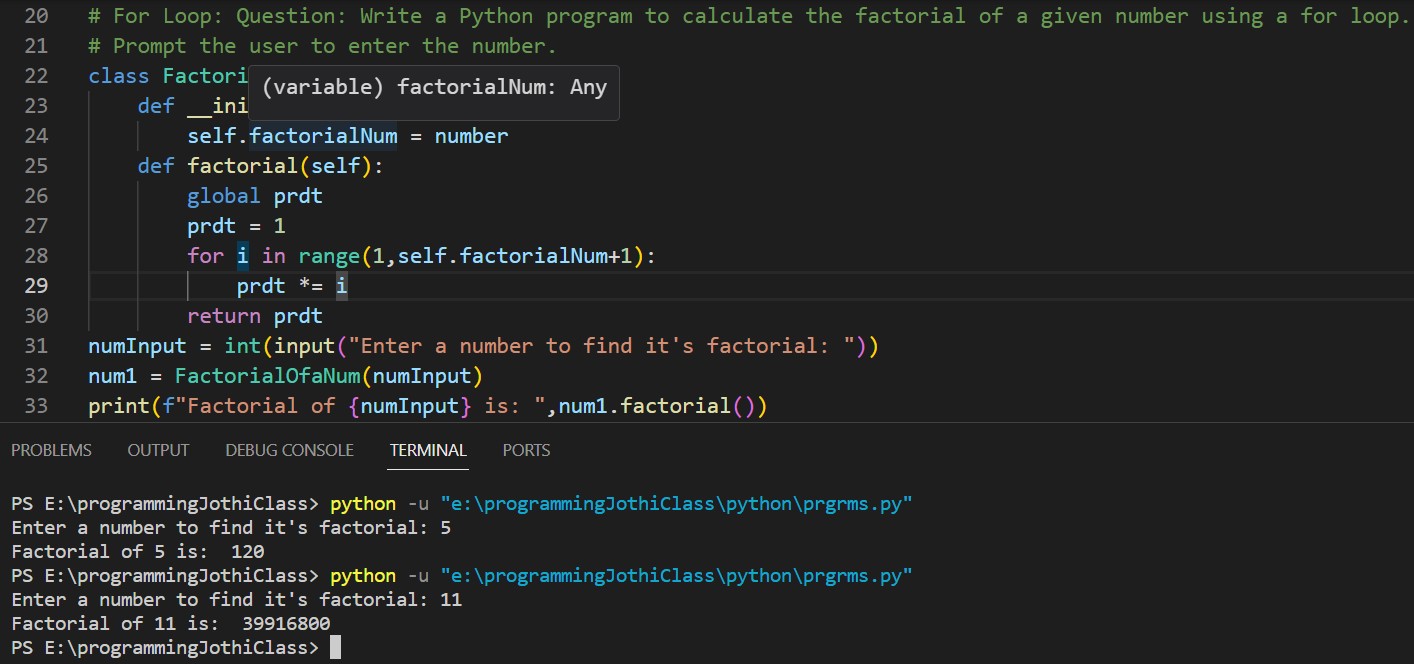 20 # For Loop: Question: Write a Python program to calculate the factorial of a given number using a for loop.
21 # Prompt the user to enter the number.
22 class Factori
(variable) factorialNum: Any
23 def __ini
24 self.factorialNum = number
25 def factorial(self):
26 global prdt
27 prdt = 1
28 for i in range(1,self.factorialNum+1):
29 prdt *= i
30 return prdt
31 numInput = int(input("Enter a number to find it's factorial: "))
32 num1 = FactorialOfaNum(numInput)
33 print(f"Factorial of {numInput} is: ",num1.factorial())
PROBLEMS OUTPUT DEBUG CONSOLE TERMINAL PORTS
PS E:\programmingJothiClass> python -u "e:\programmingJothiClass\python\prgrms.py"
Enter a number to find it's factorial: 5
Factorial of 5 is:  120
PS E:\programmingJothiClass> python -u "e:\programmingJothiClass\python\prgrms.py"
Enter a number to find it's factorial: 11
Factorial of 11 is:  39916800
PS E:\programmingJothiClass>